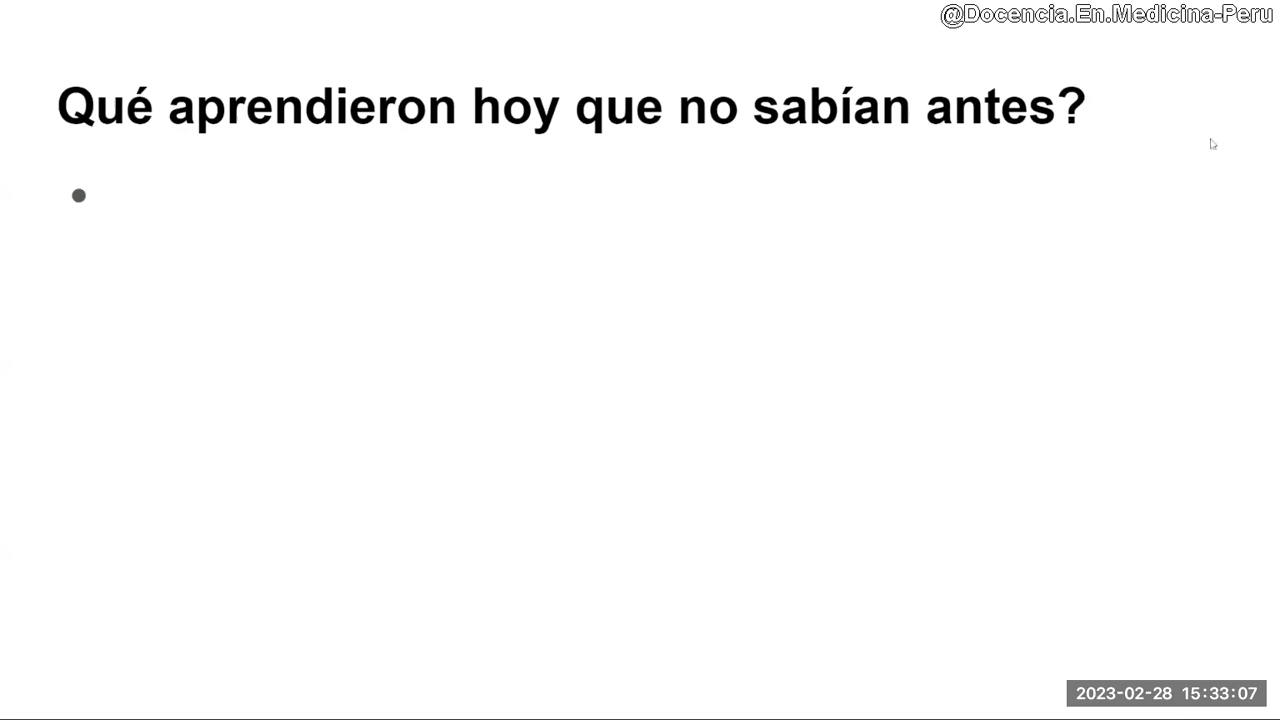 @Docencia.En.Medicina-Peru
Qué aprendieron hoy que no sabían antes?
2023-02-28 15:33:07